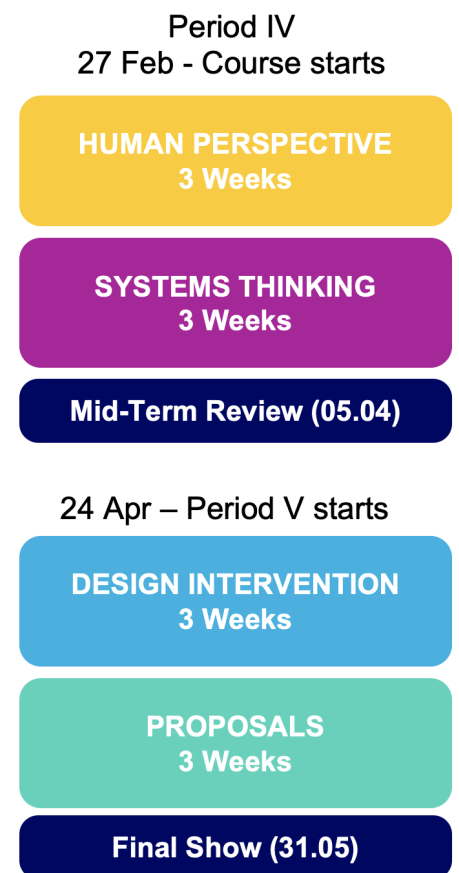 Period IV
27 Feb - Course starts
HUMAN PERSPECTIVE
3 Weeks
SYSTEMS THINKING
3 Weeks
Mid-Term Review (05.04)
24 Apr – Period V starts
DESIGN INTERVENTION
3 Weeks
PROPOSALS
3 Weeks
Final Show (31.05)